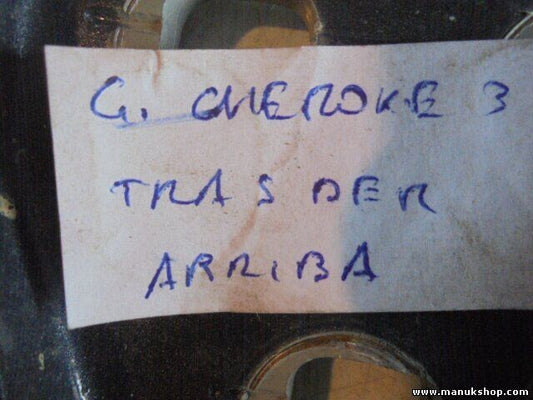 G. CHEROKE 3
TRAS DER
ARRIBA
www.manukshop.com